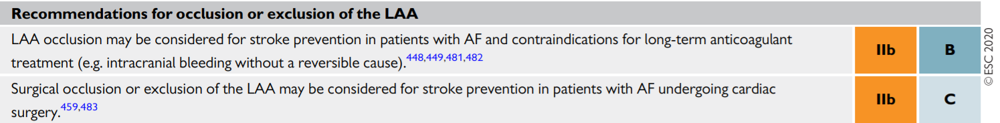 Recommendations for occlusion or exclusion of the LAA
LAA occlusion may be considered for stroke prevention in patients with AF and contraindications for long-term anticoagulant
treatment (e.g. intracranial bleeding without a reversible cause).448,449,481,482
IIb
B
Surgical occlusion or exclusion of the LAA may be considered for stroke prevention in patients with AF undergoing cardiac
surgery.459,483
IIb
C
©ESC 2020